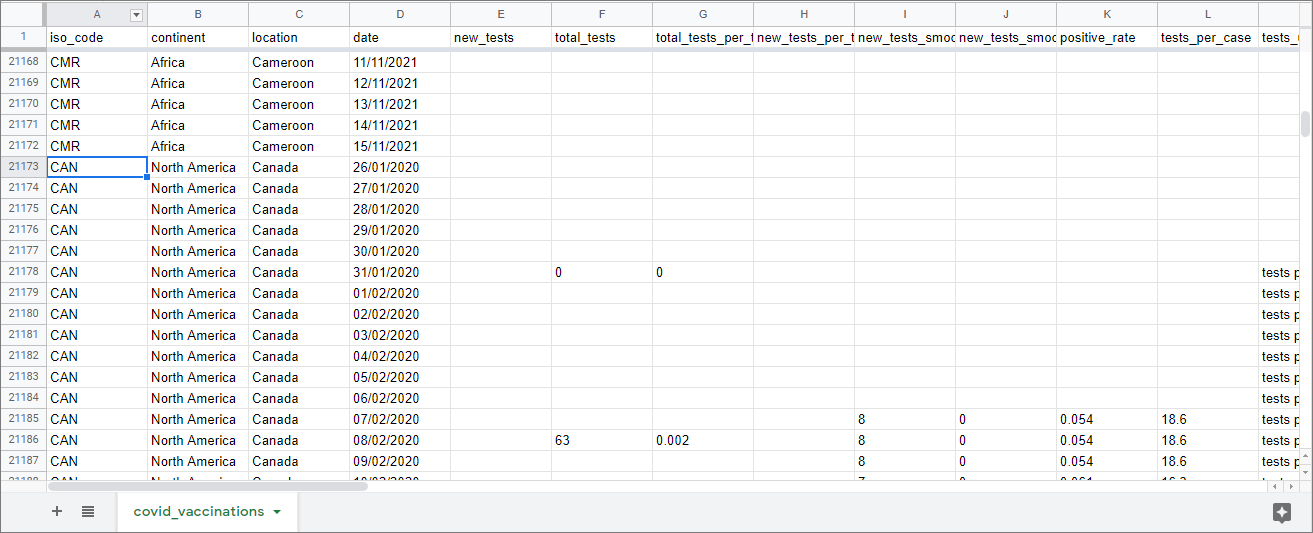 A B C D E F G H I J K L
1 iso_code continent location date new_tests total_tests total_tests_per_t new_tests_per_t new_tests_smoo new_tests_smoo positive_rate tests_per_case tests_u
21168 CMR Africa Cameroon 11/11/2021
21169 CMR Africa Cameroon 12/11/2021
21170 CMR Africa Cameroon 13/11/2021
21171 CMR Africa Cameroon 14/11/2021
21172 CMR Africa Cameroon 15/11/2021
21173 CAN North America Canada 26/01/2020
21174 CAN North America Canada 27/01/2020
21175 CAN North America Canada 28/01/2020
21176 CAN North America Canada 29/01/2020
21177 CAN North America Canada 30/01/2020
21178 CAN North America Canada 31/01/2020 0 0 tests p
21179 CAN North America Canada 01/02/2020 tests p
21180 CAN North America Canada 02/02/2020 tests p
21181 CAN North America Canada 03/02/2020 tests p
21182 CAN North America Canada 04/02/2020 tests p
21183 CAN North America Canada 05/02/2020 tests p
21184 CAN North America Canada 06/02/2020 tests p
21185 CAN North America Canada 07/02/2020 8 0 0.054 18.6 tests p
21186 CAN North America Canada 08/02/2020 63 0.002 8 0 0.054 18.6 tests p
21187 CAN North America Canada 09/02/2020 8 0 0.054 18.6 tests p
covid_vaccinations